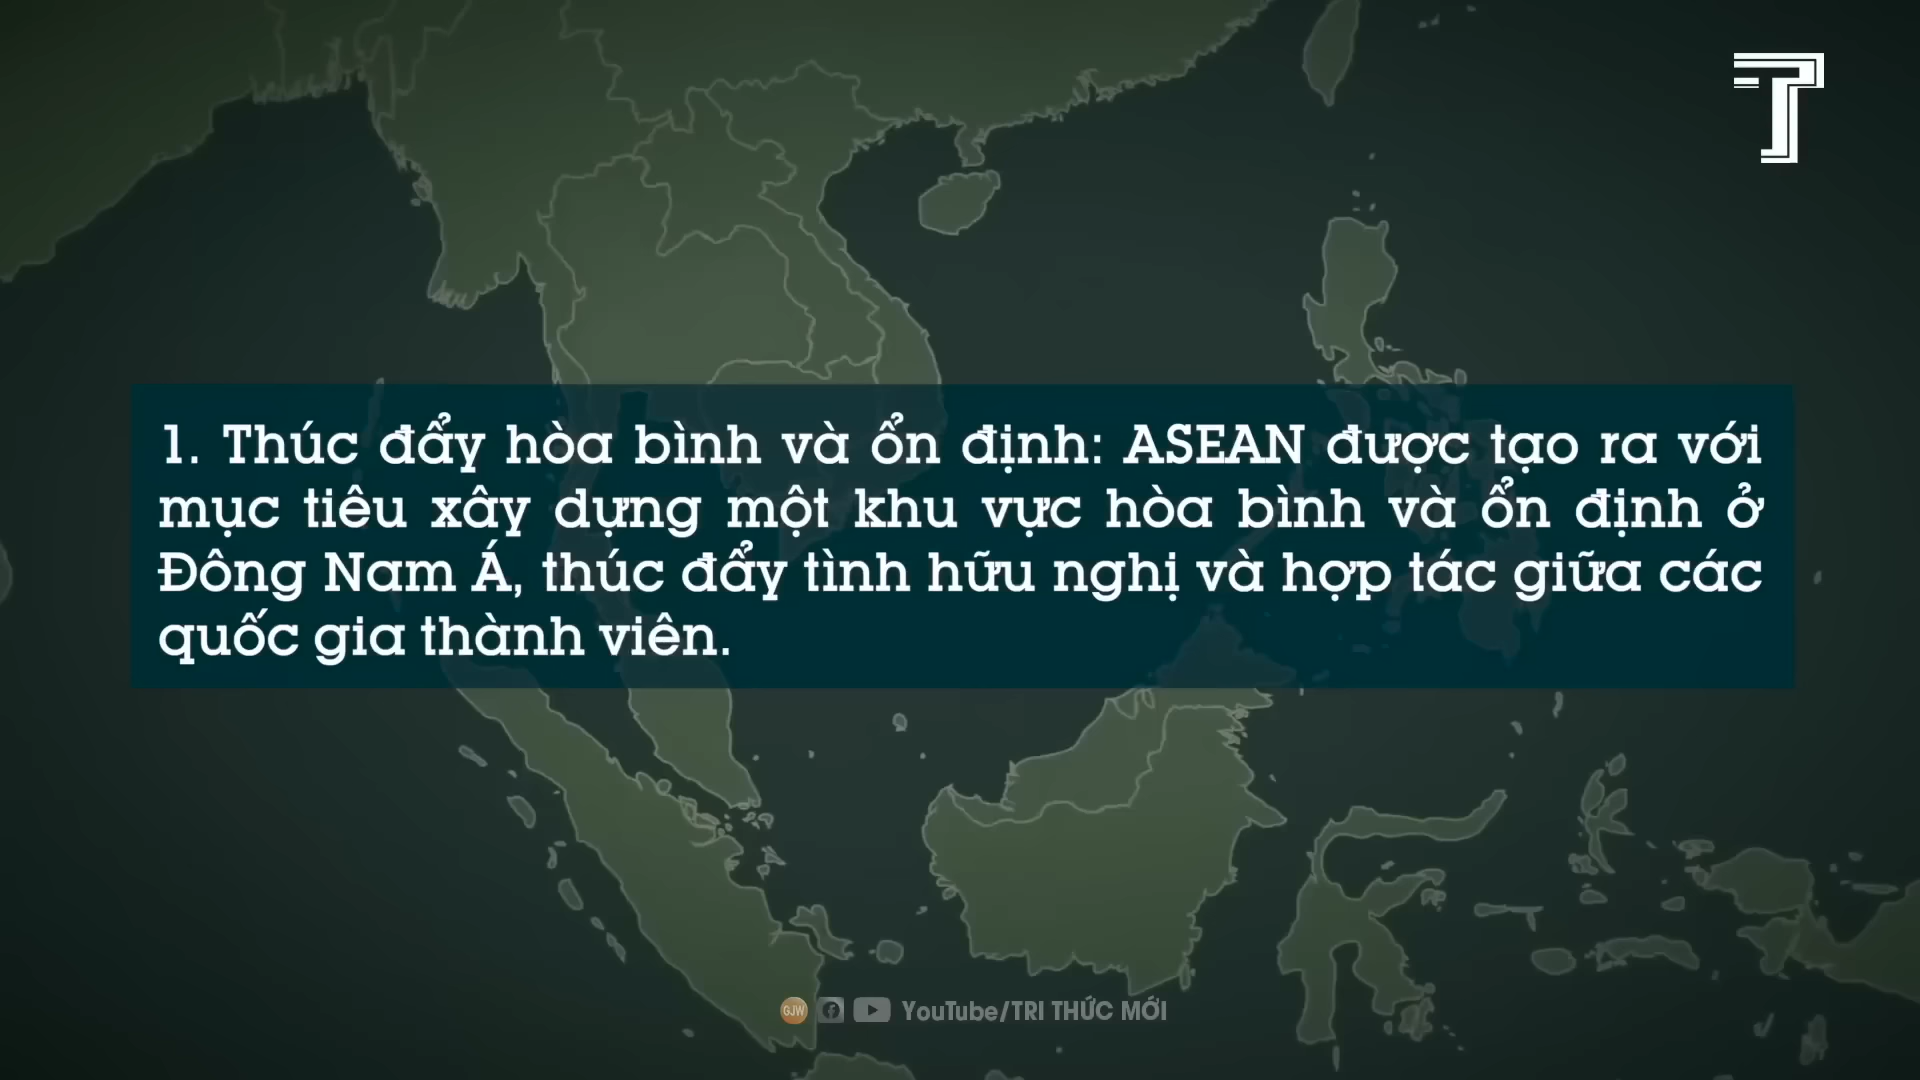 1. Thúc đẩy hòa bình và ổn định: ASEAN được tạo ra với
mục tiêu xây dựng một khu vực hòa bình và ổn định ở
Đông Nam Á, thúc đẩy tình hữu nghị và hợp tác giữa các
quốc gia thành viên.
GJW YouTube/TRI THỨC MỚI